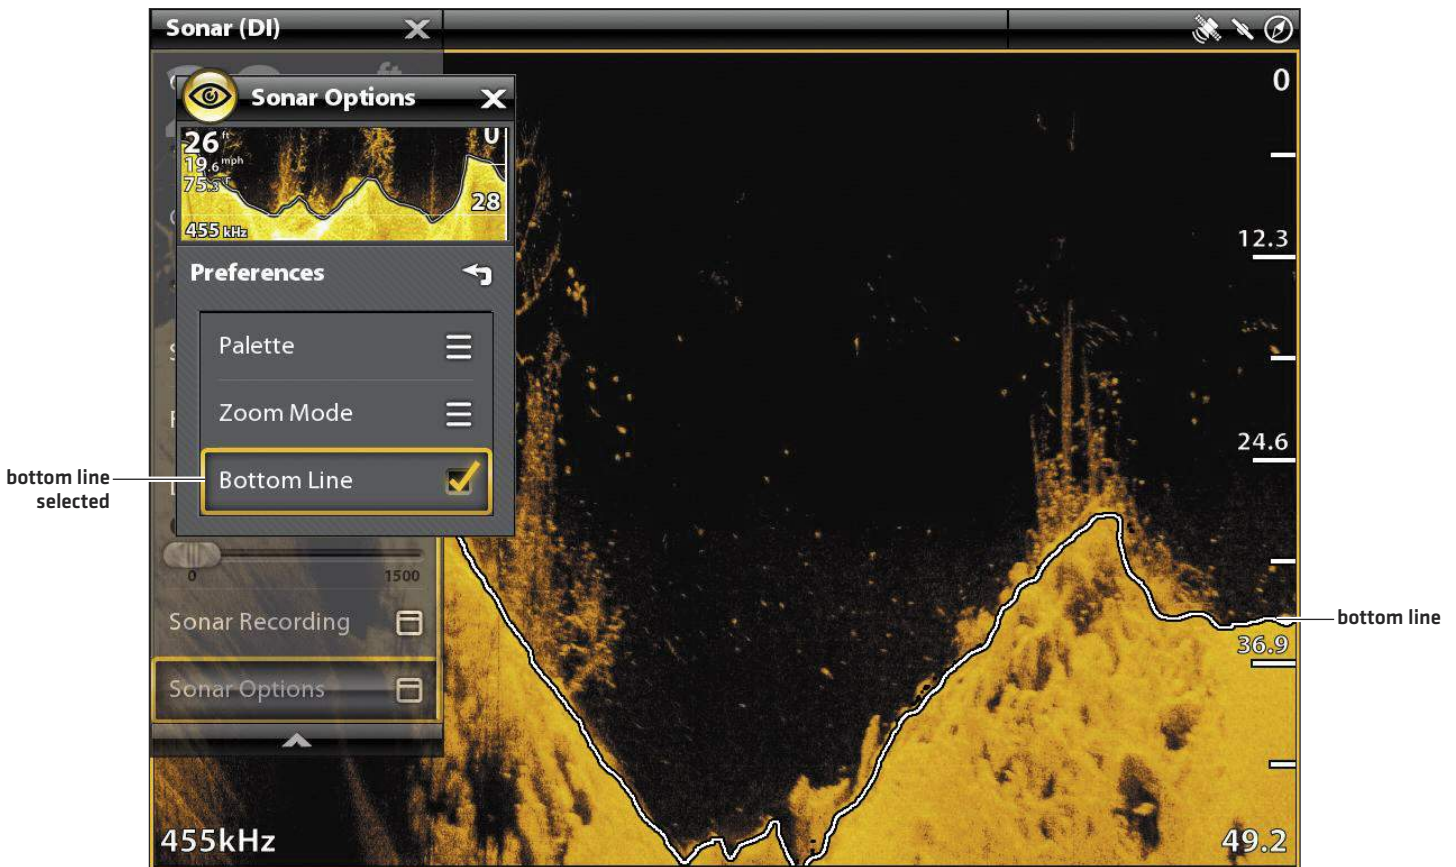 Sonar (DI)
ft
Sonar Options
26 ft
0
19.6 mph
28
455 kHz
Preferences
Palette
Zoom Mode
Bottom Line
bottom line
selected
0
1500
Sonar Recording
Sonar Options
455kHz
0
12.3
24.6
bottom line
36.9
49.2